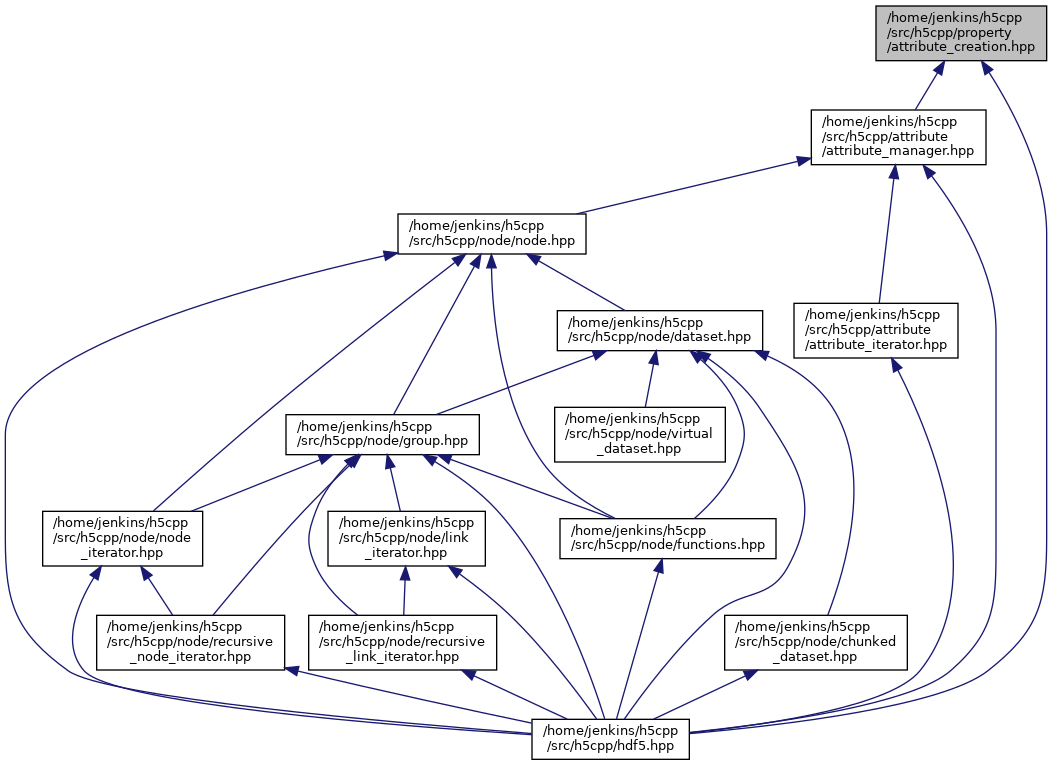 /home/jenkins/h5cpp
/src/h5cpp/property
/attribute_creation.hpp
/home/jenkins/h5cpp
/src/h5cpp/attribute
/attribute_manager.hpp
/home/jenkins/h5cpp
/src/h5cpp/node/node.hpp
/home/jenkins/h5cpp
/src/h5cpp/node/dataset.hpp
/home/jenkins/h5cpp
/src/h5cpp/attribute
/attribute_iterator.hpp
/home/jenkins/h5cpp
/src/h5cpp/node/group.hpp
/home/jenkins/h5cpp
/src/h5cpp/node/virtual
_dataset.hpp
/home/jenkins/h5cpp
/src/h5cpp/node/node
_iterator.hpp
/home/jenkins/h5cpp
/src/h5cpp/node/link
_iterator.hpp
/home/jenkins/h5cpp
/src/h5cpp/node/functions.hpp
/home/jenkins/h5cpp
/src/h5cpp/node/recursive
_node_iterator.hpp
/home/jenkins/h5cpp
/src/h5cpp/node/recursive
_link_iterator.hpp
/home/jenkins/h5cpp
/src/h5cpp/node/chunked
_dataset.hpp
/home/jenkins/h5cpp
/src/h5cpp/hdf5.hpp